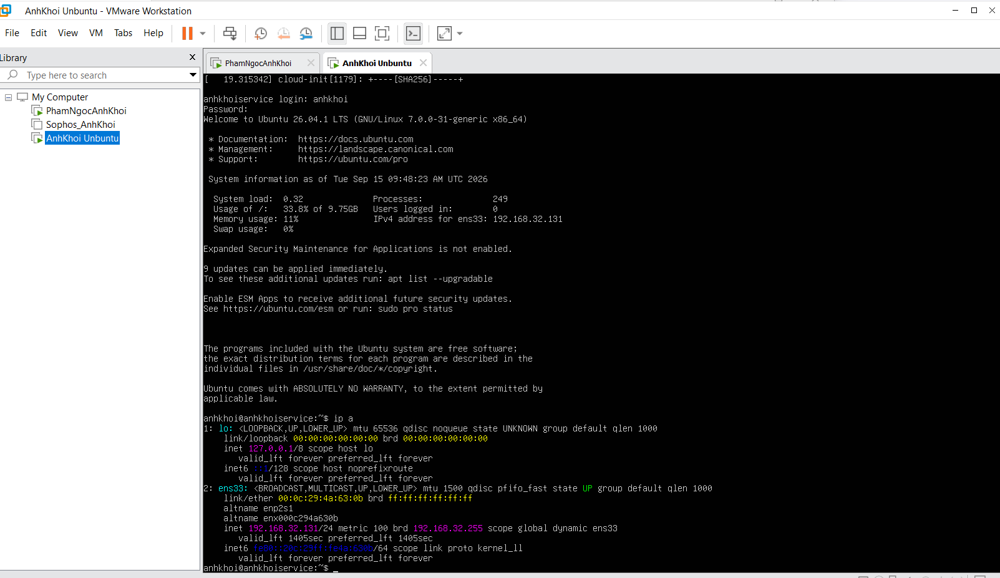 AnhKhoi Unbuntu - VMware Workstation
File Edit View VM Tabs Help
Library
Type here to search
My Computer
PhamNgocAnhKhoi
Sophos_AnhKhoi
AnhKhoi Unbuntu
PhamNgocAnhKhoi AnhKhoi Unbuntu
[   19.315342] cloud-init[1179]: +----[SHA256]-----+
anhkhoiservice login: anhkhoi
Password:
Welcome to Ubuntu 26.04.1 LTS (GNU/Linux 7.0.0-31-generic x86_64)
* Documentation:  https://docs.ubuntu.com
* Management:     https://landscape.canonical.com
* Support:        https://ubuntu.com/pro
System information as of Tue Sep 15 09:48:23 AM UTC 2026
System load:  0.32              Processes:              249
Usage of /:   33.8% of 9.75GB   Users logged in:        0
Memory usage: 11%               IPv4 address for ens33: 192.168.32.131
Swap usage:   0%
Expanded Security Maintenance for Applications is not enabled.
9 updates can be applied immediately.
To see these additional updates run: apt list --upgradable
Enable ESM Apps to receive additional future security updates.
See https://ubuntu.com/esm or run: sudo pro status
The programs included with the Ubuntu system are free software;
the exact distribution terms for each program are described in the
individual files in /usr/share/doc/*/copyright.
Ubuntu comes with ABSOLUTELY NO WARRANTY, to the extent permitted by
applicable law.
anhkhoi@anhkhoiservice:~$ ip a
1: lo: <LOOPBACK,UP,LOWER_UP> mtu 65536 qdisc noqueue state UNKNOWN group default qlen 1000
link/loopback 00:00:00:00:00:00 brd 00:00:00:00:00:00
inet 127.0.0.1/8 scope host lo
valid_lft forever preferred_lft forever
inet6 ::1/128 scope host noprefixroute
valid_lft forever preferred_lft forever
2: ens33: <BROADCAST,MULTICAST,UP,LOWER_UP> mtu 1500 qdisc pfifo_fast state UP group default qlen 1000
link/ether 00:0c:29:4a:63:0b brd ff:ff:ff:ff:ff:ff
altname enp2s1
altname enx000c294a630b
inet 192.168.32.131/24 metric 100 brd 192.168.32.255 scope global dynamic ens33
valid_lft 1405sec preferred_lft 1405sec
inet6 fe80::20c:29ff:fe4a:630b/64 scope link proto kernel_ll
valid_lft forever preferred_lft forever
anhkhoi@anhkhoiservice:~$ _